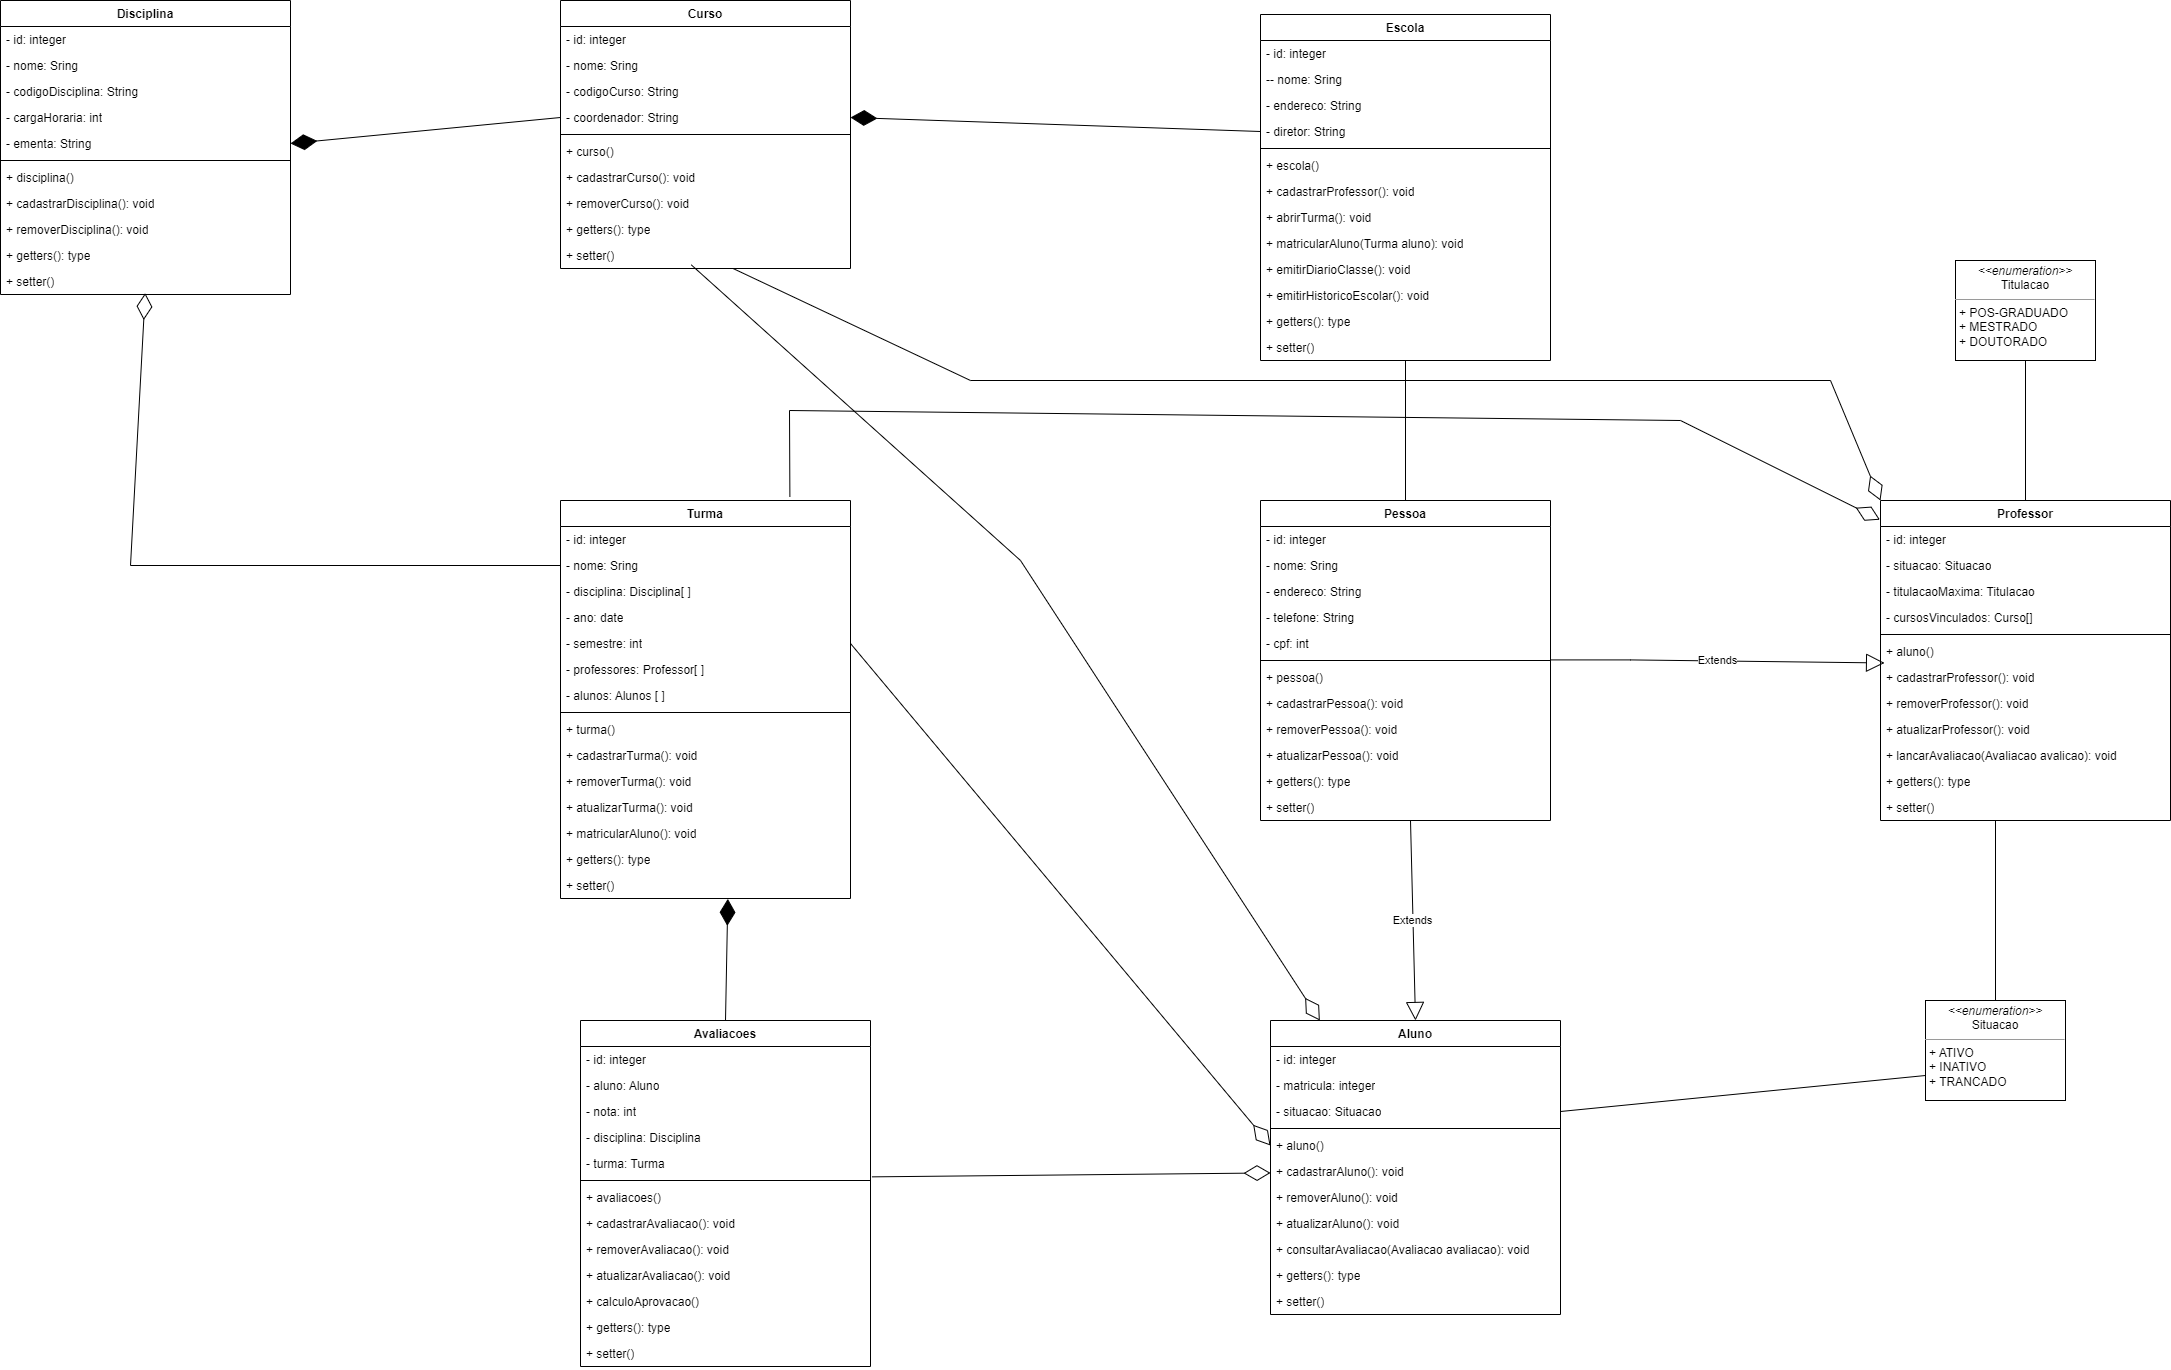 Disciplina
- id: integer
- nome: Sring
- codigoDisciplina: String
- cargaHoraria: int
- ementa: String
+ disciplina()
+ cadastrarDisciplina(): void
+ removerDisciplina(): void
+ getters(): type
+ setter()
Curso
- id: integer
- nome: Sring
- codigoCurso: String
- coordenador: String
+ curso()
+ cadastrarCurso(): void
+ removerCurso(): void
+ getters(): type
+ setter()
Escola
- id: integer
-- nome: Sring
- endereco: String
- diretor: String
+ escola()
+ cadastrarProfessor(): void
+ abrirTurma(): void
+ matricularAluno(Turma aluno): void
+ emitirDiarioClasse(): void
+ emitirHistoricoEscolar(): void
+ getters(): type
+ setter()
<<enumeration>>
Titulacao
+ POS-GRADUADO
+ MESTRADO
+ DOUTORADO
Turma
- id: integer
- nome: Sring
- disciplina: Disciplina[ ]
- ano: date
- semestre: int
- professores: Professor[ ]
- alunos: Alunos [ ]
+ turma()
+ cadastrarTurma(): void
+ removerTurma(): void
+ atualizarTurma(): void
+ matricularAluno(): void
+ getters(): type
+ setter()
Pessoa
- id: integer
- nome: Sring
- endereco: String
- telefone: String
- cpf: int
+ pessoa()
+ cadastrarPessoa(): void
+ removerPessoa(): void
+ atualizarPessoa(): void
+ getters(): type
+ setter()
Extends
Professor
- id: integer
- situacao: Situacao
- titulacaoMaxima: Titulacao
- cursosVinculados: Curso[]
+ aluno()
+ cadastrarProfessor(): void
+ removerProfessor(): void
+ atualizarProfessor(): void
+ lancarAvaliacao(Avaliacao avalicao): void
+ getters(): type
+ setter()
Extends
Avaliacoes
- id: integer
- aluno: Aluno
- nota: int
- disciplina: Disciplina
- turma: Turma
+ avaliacoes()
+ cadastrarAvaliacao(): void
+ removerAvaliacao(): void
+ atualizarAvaliacao(): void
+ calculoAprovacao()
+ getters(): type
+ setter()
Aluno
- id: integer
- matricula: integer
- situacao: Situacao
+ aluno()
+ cadastrarAluno(): void
+ removerAluno(): void
+ atualizarAluno(): void
+ consultarAvaliacao(Avaliacao avaliacao): void
+ getters(): type
+ setter()
<<enumeration>>
Situacao
+ ATIVO
+ INATIVO
+ TRANCADO